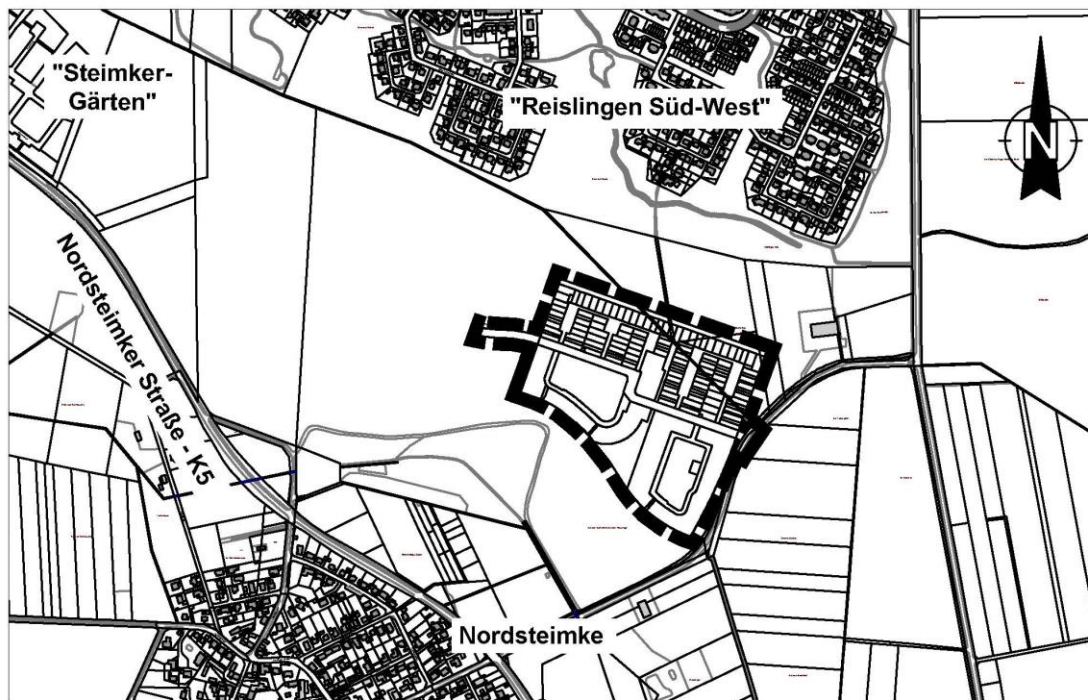 "Steimker-
Gärten"
"Reislingen Süd-West"
N
Nordsteimker Straße - K5
Nordsteimke